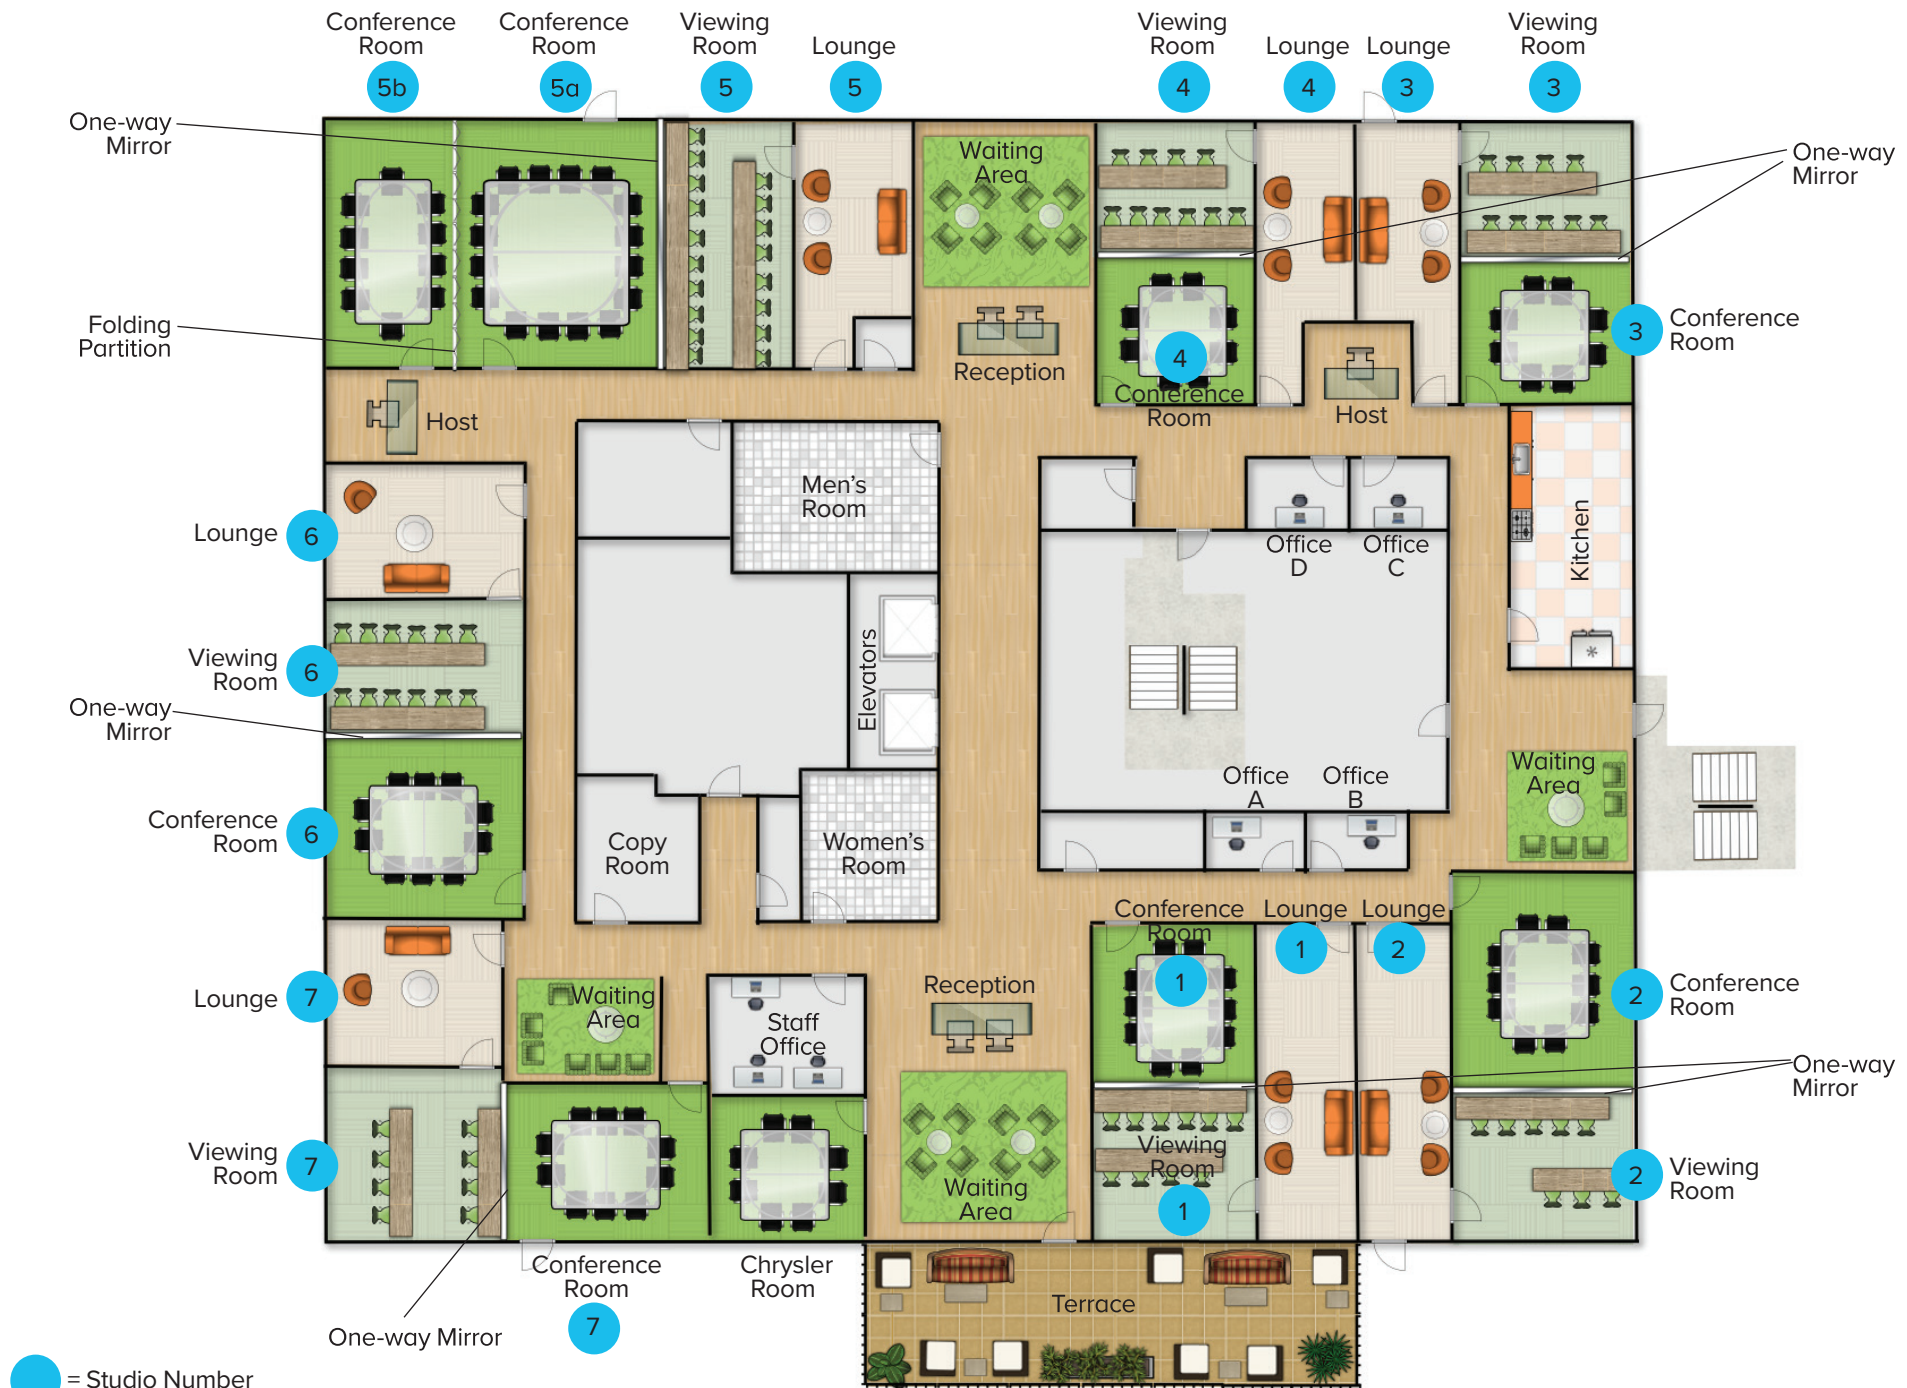 Conference
Room
5b
Conference
Room
5a
Viewing
Room
5
Lounge
5
Viewing
Room
4
Lounge
4
Lounge
3
Viewing
Room
3
One-way
Mirror
Waiting
Area
One-way
Mirror
Folding
Partition
Reception
4
Conference
Room
Host
3
Conference
Room
Host
Men's
Room
Lounge
6
Office
D
Office
C
Kitchen
Viewing
Room
6
Elevators
One-way
Mirror
Conference
Room
6
Copy
Room
Women's
Room
Office
A
Office
B
Waiting
Area
Conference
Room
1
Lounge
1
Lounge
2
2
Conference
Room
Lounge
7
Waiting
Area
Staff
Office
Reception
One-way
Mirror
Viewing
Room
7
Waiting
Area
Viewing
Room
1
2
Viewing
Room
Conference
Room
7
Chrysler
Room
Terrace
One-way Mirror
= Studio Number